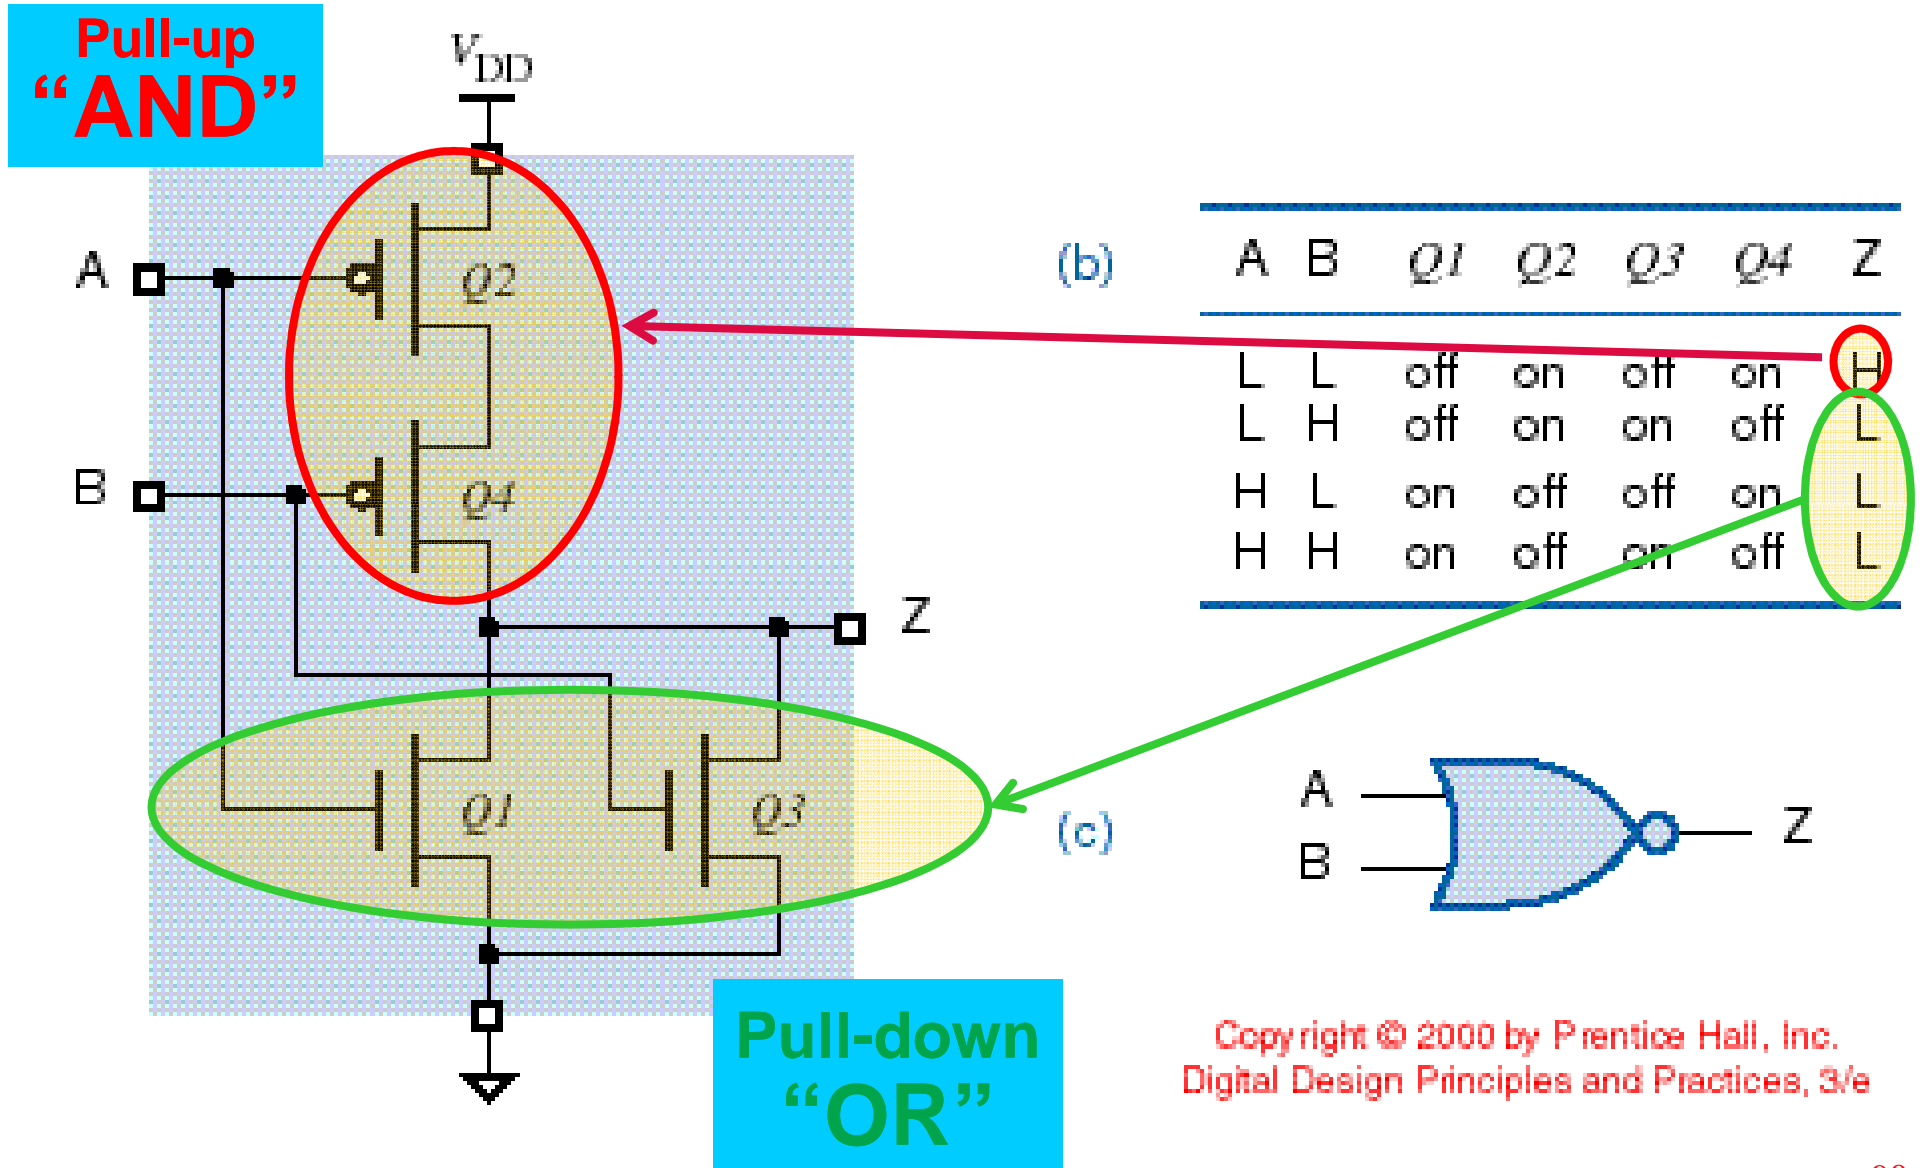 Pull-up
“AND”
VDD
A
Q2
B
Q4
Z
Q1
Q3
Pull-down
“OR”
(b)
A B Q1 Q2 Q3 Q4 Z
L L off on off on H
L H off on on off L
H L on off off on L
H H on off on off L
(c)
A
B
Z
Copyright © 2000 by Prentice Hall, Inc.
Digital Design Principles and Practices, 3/e